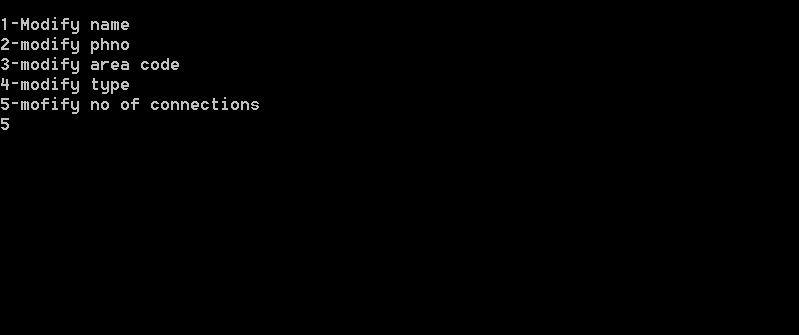 1-Modify name
2-modify phno
3-modify area code
4-modify type
5-mofify no of connections
5